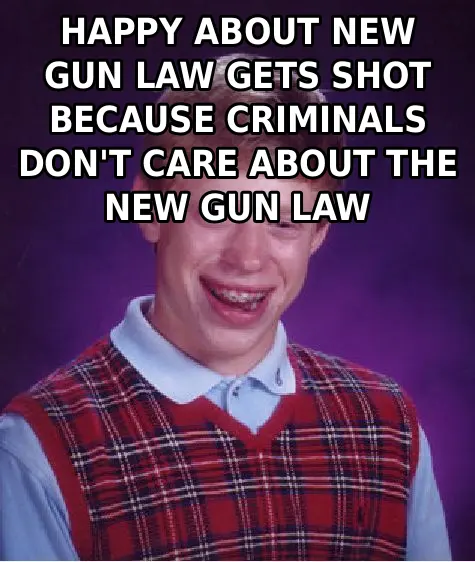 HAPPY ABOUT NEW
GUN LAW GETS SHOT
BECAUSE CRIMINALS
DON'T CARE ABOUT THE
NEW GUN LAW